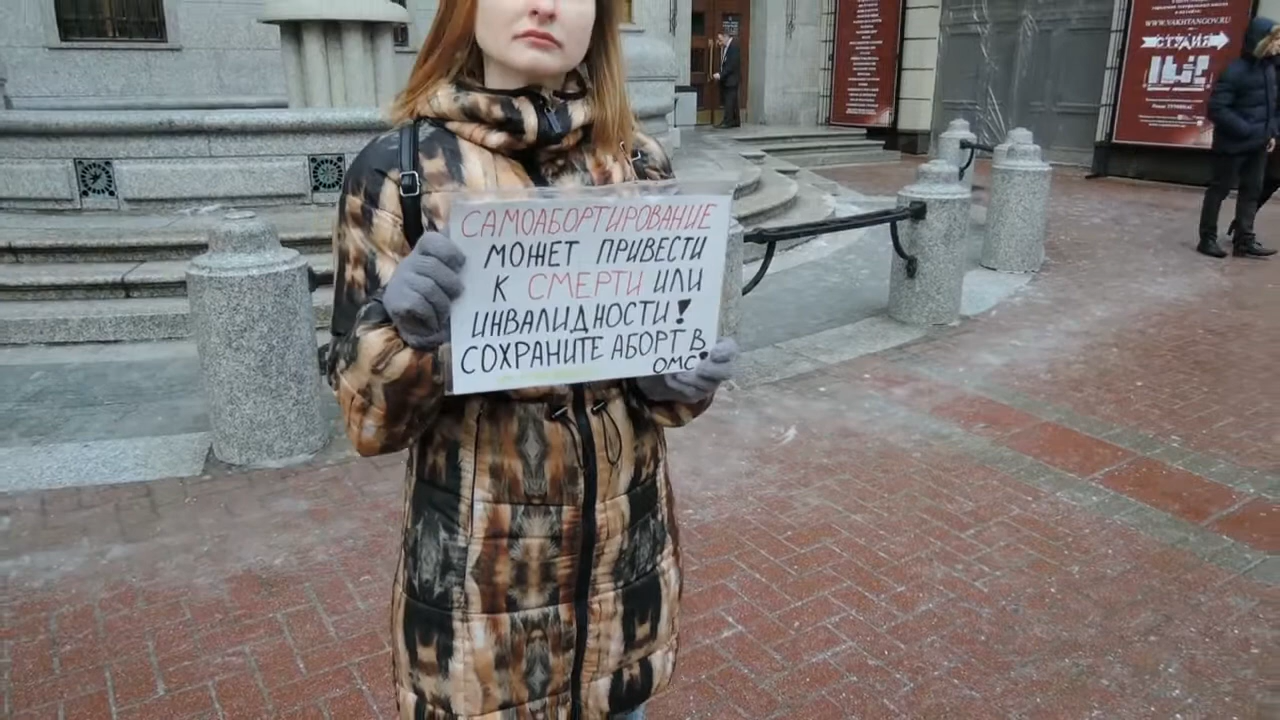 САМОАБОРТИРОВАНИЕ
МОЖЕТ ПРИВЕСТИ
К СМЕРТИ ИЛИ
ИНВАЛИДНОСТИ!
СОХРАНИТЕ АБОРТ В
ОМС!
WWW.VAKHTANGOV.RU
СТУДИЯ